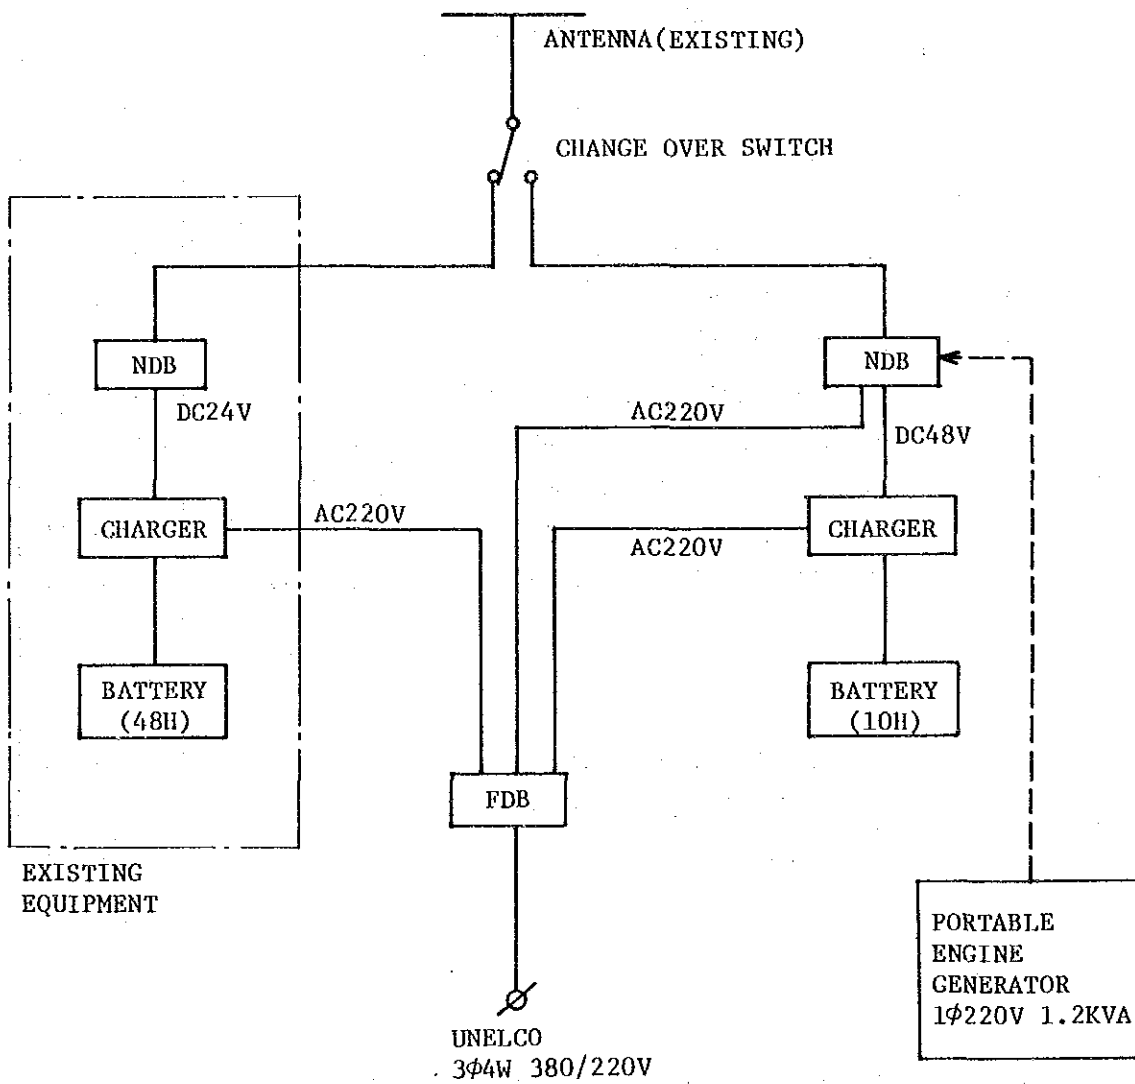 ANTENNA(EXISTING)
CHANGE OVER SWITCH
NDB
DC24V
CHARGER
AC220V
BATTERY
(48H)
EXISTING
EQUIPMENT
NDB
AC220V
DC48V
CHARGER
AC220V
BATTERY
(10H)
FDB
UNELCO
3φ4W 380/220V
PORTABLE
ENGINE
GENERATOR
1φ220V 1.2KVA